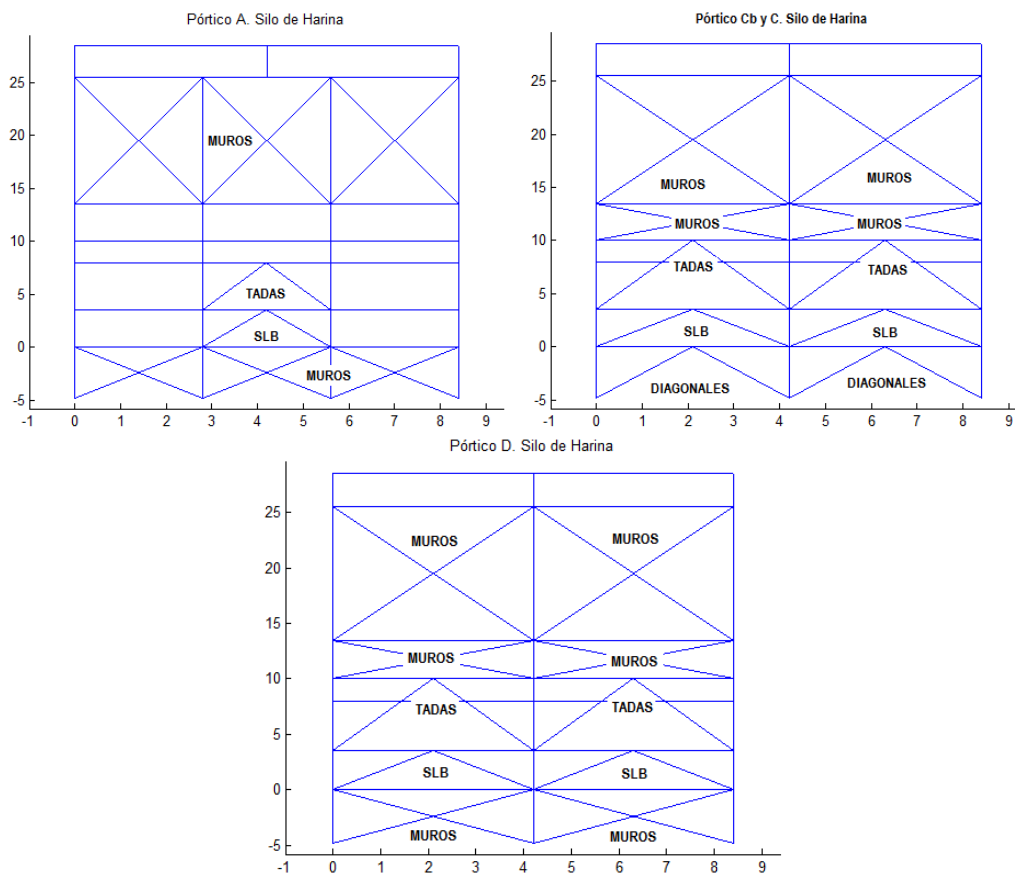 Pórtico A. Silo de Harina
25
20
15
10
5
0
-5
-1 0 1 2 3 4 5 6 7 8 9
MUROS
TADAS
SLB
MUROS
Pórtico Cb y C. Silo de Harina
25
20
15
10
5
0
-5
-1 0 1 2 3 4 5 6 7 8 9
MUROS MUROS
MUROS MUROS
TADAS TADAS
SLB SLB
DIAGONALES DIAGONALES
Pórtico D. Silo de Harina
25
20
15
10
5
0
-5
-1 0 1 2 3 4 5 6 7 8 9
MUROS MUROS
MUROS MUROS
TADAS TADAS
SLB SLB
MUROS MUROS